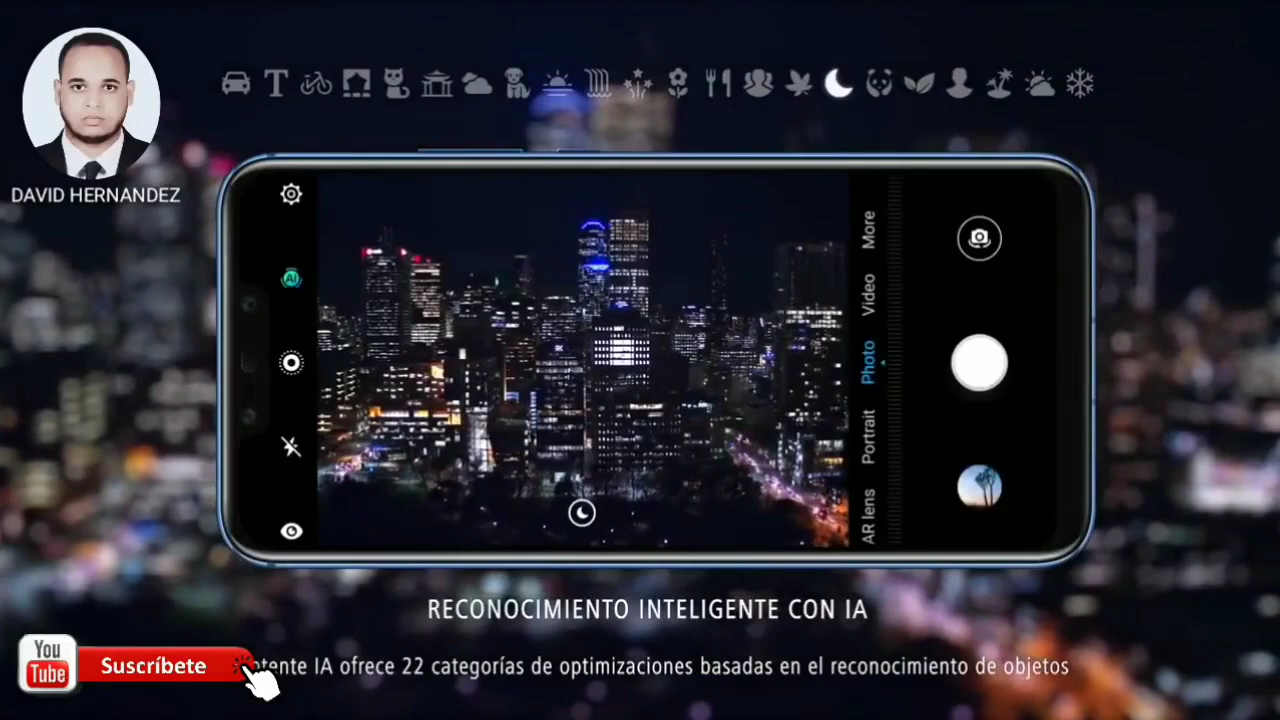 DAVID HERNANDEZ
T
AI
More
Video
Photo
Portrait
AR lens
RECONOCIMIENTO INTELIGENTE CON IA
IA ofrece 22 categorías de optimizaciones basadas en el reconocimiento de objetos
You
Tube
Suscríbete